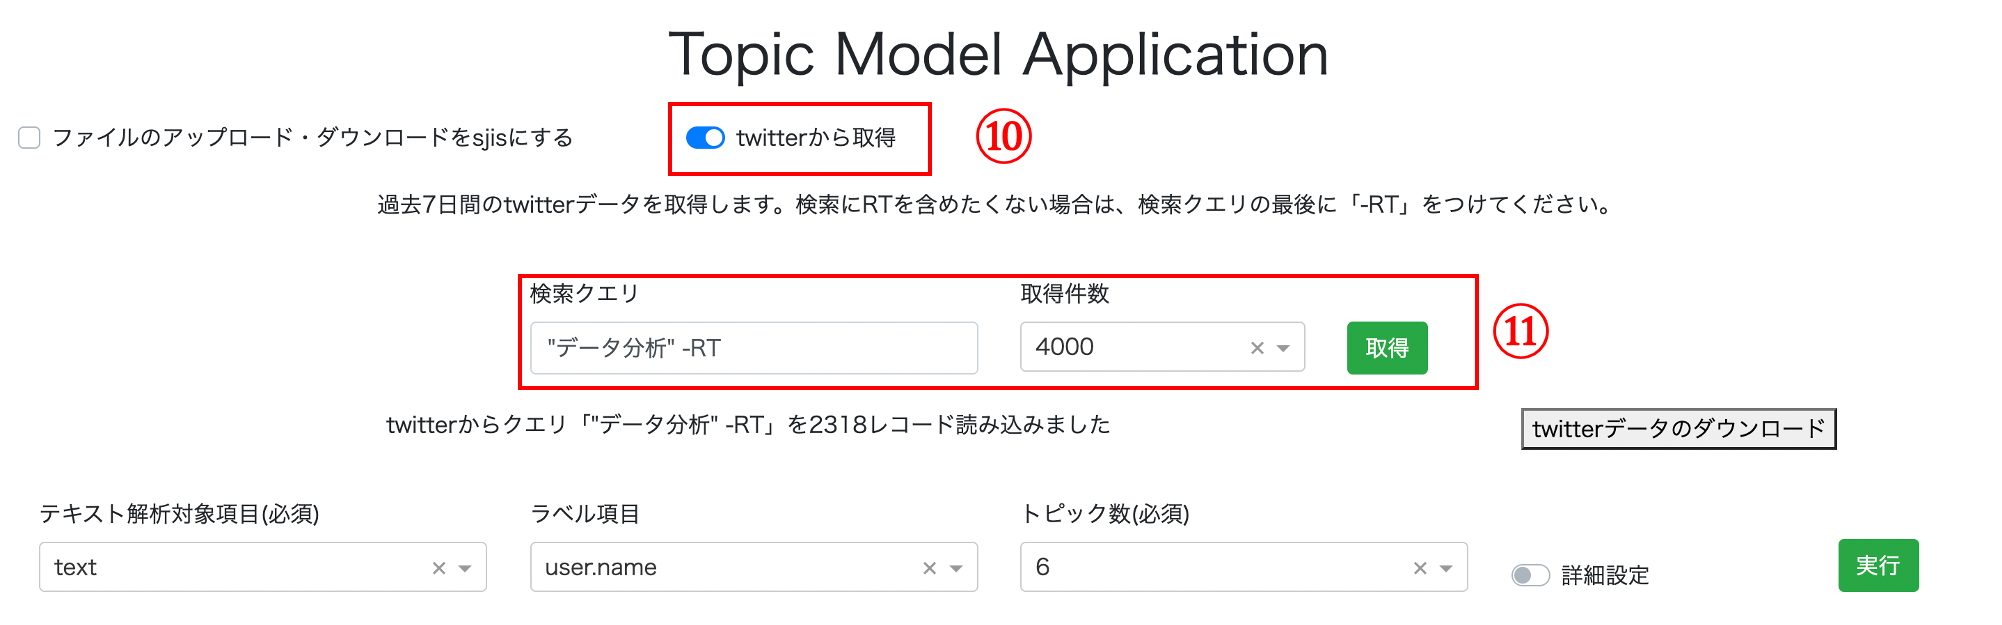 Topic Model Application
ファイルのアップロード・ダウンロードをsjisにする
twitterから取得
⑩
過去7日間のtwitterデータを取得します。検索にRTを含めたくない場合は、検索クエリの最後に「-RT」をつけてください。
検索クエリ
取得件数
"データ分析" -RT
4000
取得
⑪
twitterからクエリ「"データ分析" -RT」を2318レコード読み込みました
twitterデータのダウンロード
テキスト解析対象項目(必須)
ラベル項目
トピック数(必須)
text
user.name
6
詳細設定
実行